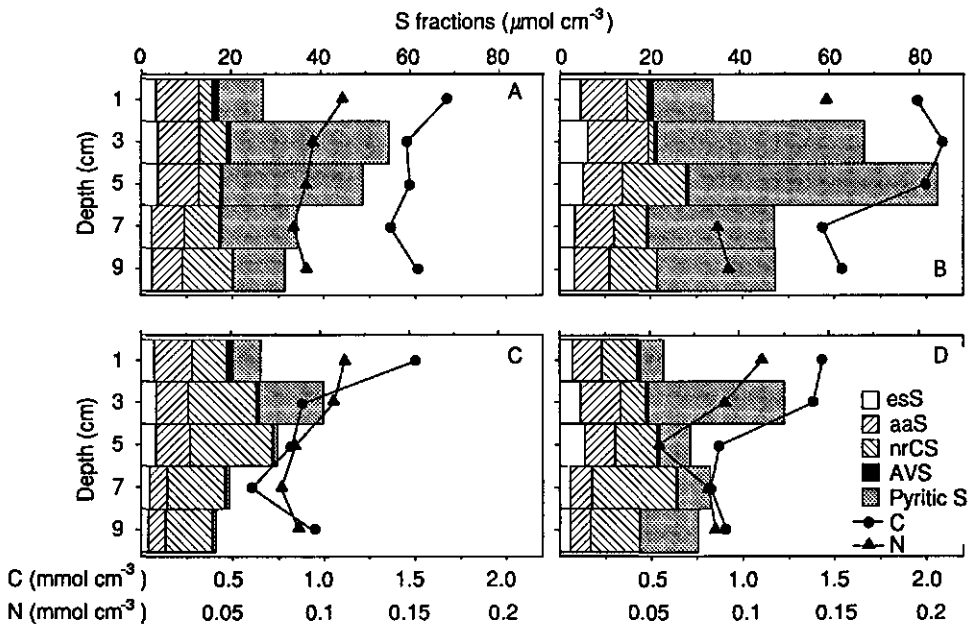 S fractions (μmol cm⁻³)
0 20 40 60 80 0 20 40 60 80
Depth (cm)
1
3
5
7
9
A
B
Depth (cm)
1
3
5
7
9
C
D
esS
aaS
nrCS
AVS
Pyritic S
C
N
C (mmol cm⁻³) 0.5 1.0 1.5 2.0 0.5 1.0 1.5 2.0
N (mmol cm⁻³) 0.05 0.1 0.15 0.2 0.05 0.1 0.15 0.2